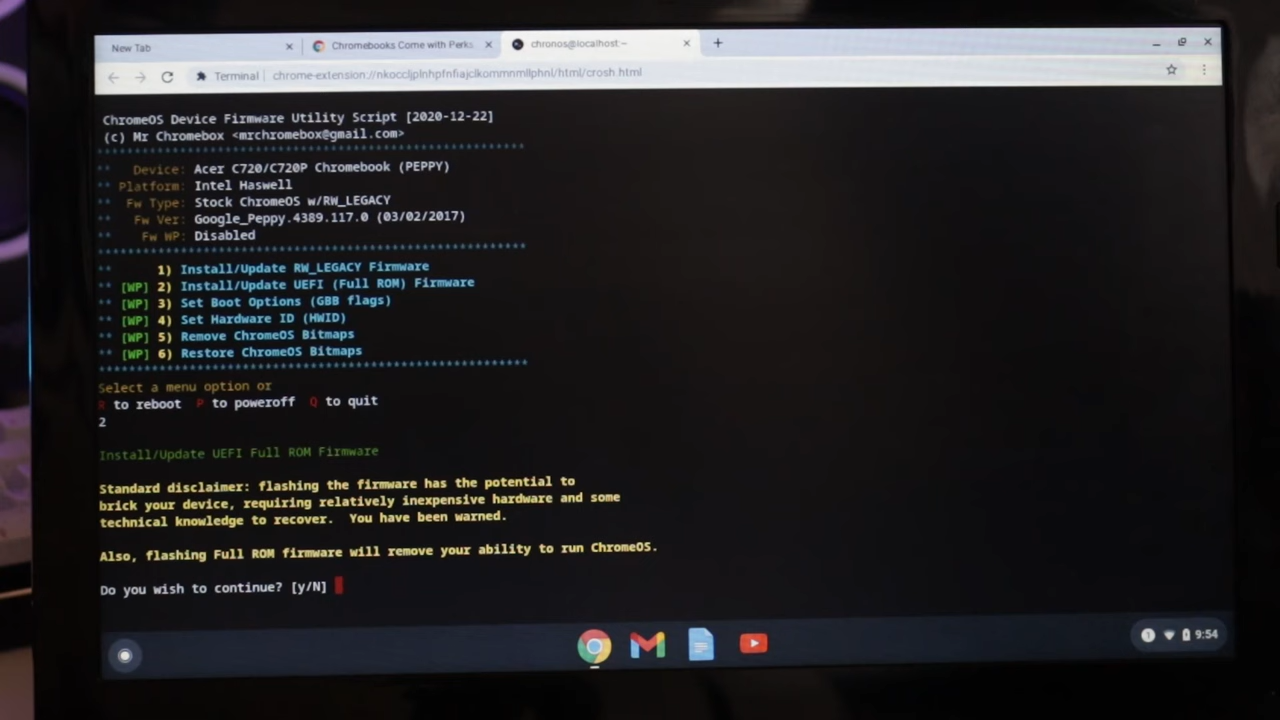 New Tab
Chromebooks Come with Perks
chronos@localhost:~
Terminal chrome-extension://nkoccljplnhpfnfiajclkommnmllphnl/html/crosh.html
ChromeOS Device Firmware Utility Script [2020-12-22]
(c) Mr Chromebox <mrchromebox@gmail.com>
*********************************************************
** Device: Acer C720/C720P Chromebook (PEPPY)
** Platform: Intel Haswell
** Fw Type: Stock ChromeOS w/RW_LEGACY
** Fw Ver: Google_Peppy.4389.117.0 (03/02/2017)
** Fw WP: Disabled
*********************************************************
** 1) Install/Update RW_LEGACY Firmware
** [WP] 2) Install/Update UEFI (Full ROM) Firmware
** [WP] 3) Set Boot Options (GBB flags)
** [WP] 4) Set Hardware ID (HWID)
** [WP] 5) Remove ChromeOS Bitmaps
** [WP] 6) Restore ChromeOS Bitmaps
*********************************************************
Select a menu option or
R to reboot P to poweroff Q to quit
2
Install/Update UEFI Full ROM Firmware
Standard disclaimer: flashing the firmware has the potential to
brick your device, requiring relatively inexpensive hardware and some
technical knowledge to recover. You have been warned.
Also, flashing Full ROM firmware will remove your ability to run ChromeOS.
Do you wish to continue? [y/N]
1 9:54